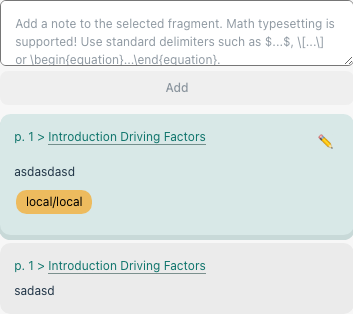 Add a note to the selected fragment. Math typesetting is
supported! Use standard delimiters such as $...$, \[...\]
or \begin{equation}...\end{equation}.
Add
p. 1 > Introduction Driving Factors
asdasdasd
local/local
p. 1 > Introduction Driving Factors
sadasd